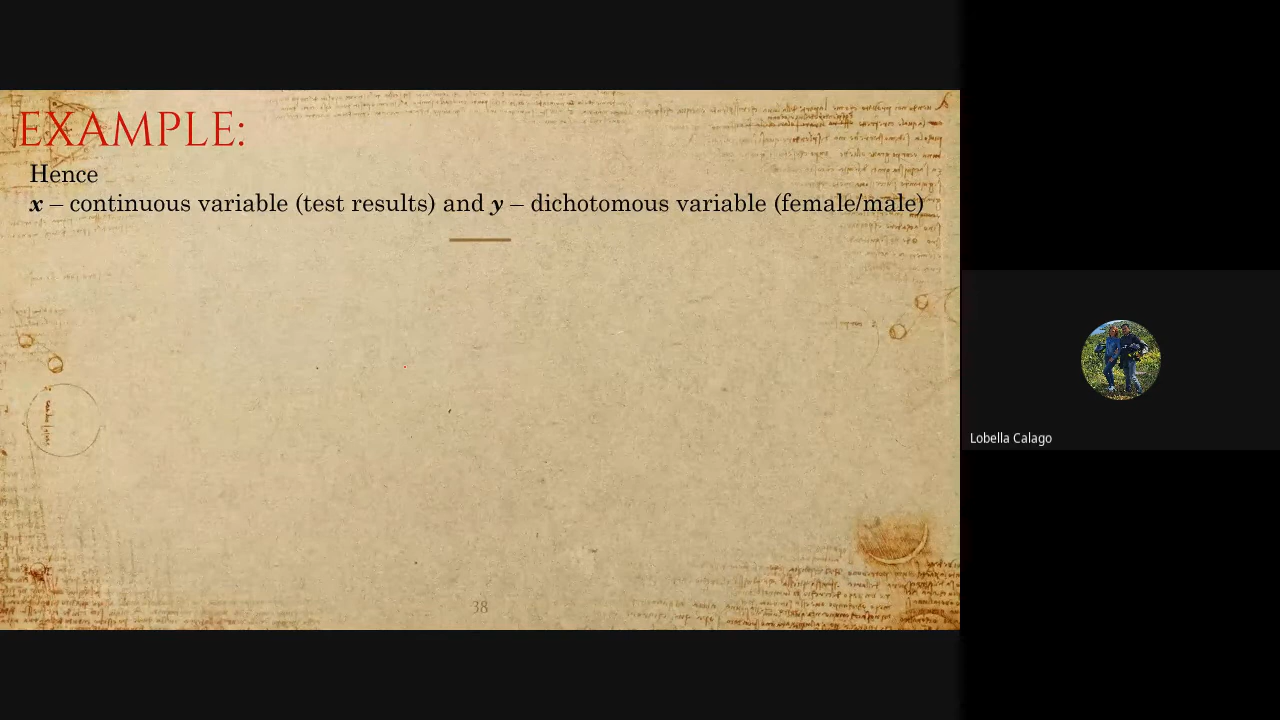 EXAMPLE:
Hence
x – continuous variable (test results) and y – dichotomous variable (female/male)
38
Lobella Calago